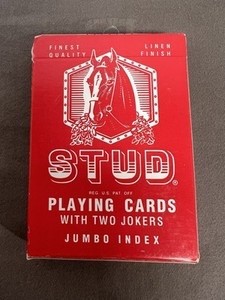 FINEST LINEN
QUALITY FINISH
STUD®
REG. U.S. PAT. OFF.
PLAYING CARDS
WITH TWO JOKERS
JUMBO INDEX